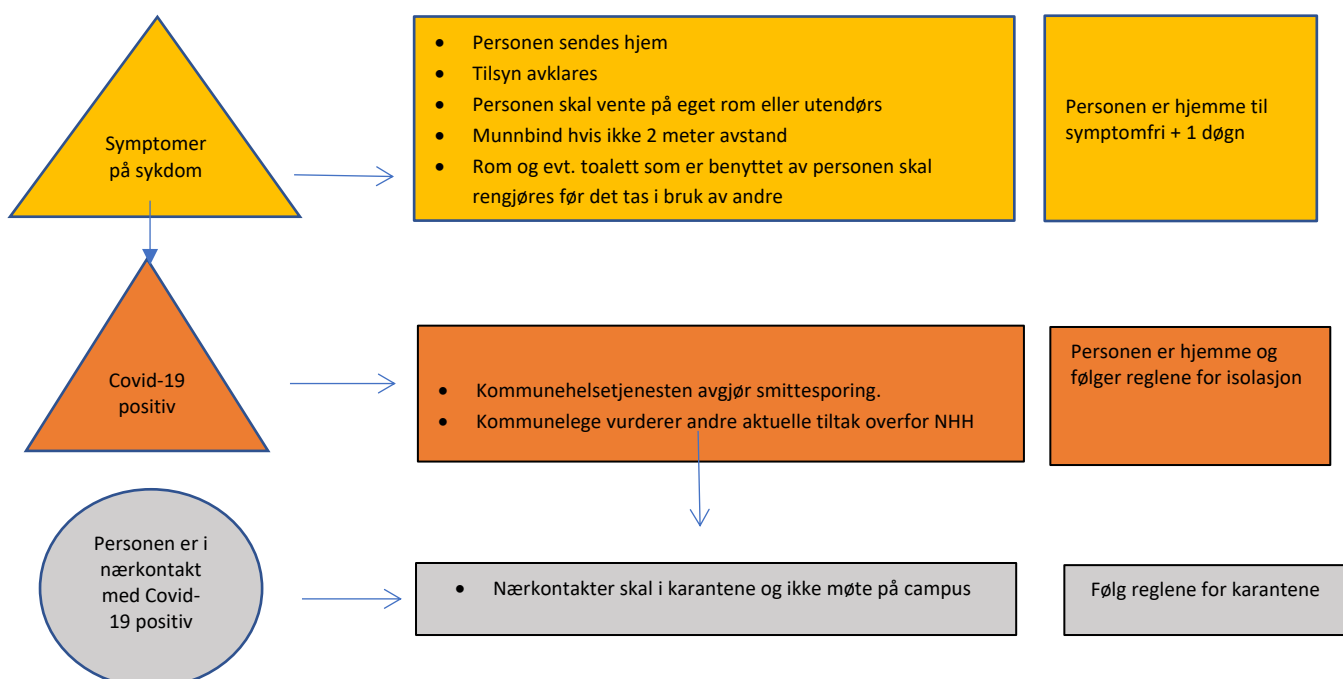 Symptomer
på sykdom
• Personen sendes hjem
• Tilsyn avklares
• Personen skal vente på eget rom eller utendørs
• Munnbind hvis ikke 2 meter avstand
• Rom og evt. toalett som er benyttet av personen skal
rengjøres før det tas i bruk av andre
Personen er hjemme til
symptomfri + 1 døgn
Covid-19
positiv
• Kommunehelsetjenesten avgjør smittesporing.
• Kommunelege vurderer andre aktuelle tiltak overfor NHH
Personen er hjemme og
følger reglene for isolasjon
Personen er i
nærkontakt
med Covid-
19 positiv
• Nærkontakter skal i karantene og ikke møte på campus
Følg reglene for karantene